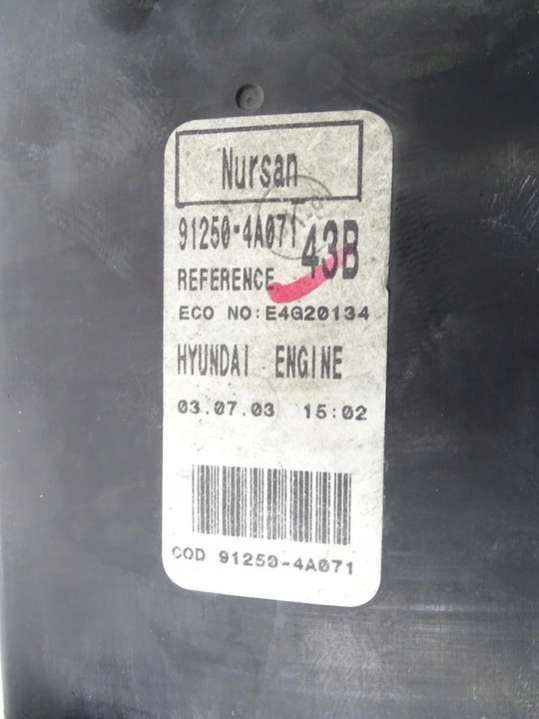 Nursan
91250-4A071
43B
REFERENCE
ECO NO:E4G20134
HYUNDAI ENGINE
03.07.03 15:02
COD 91250-4A071